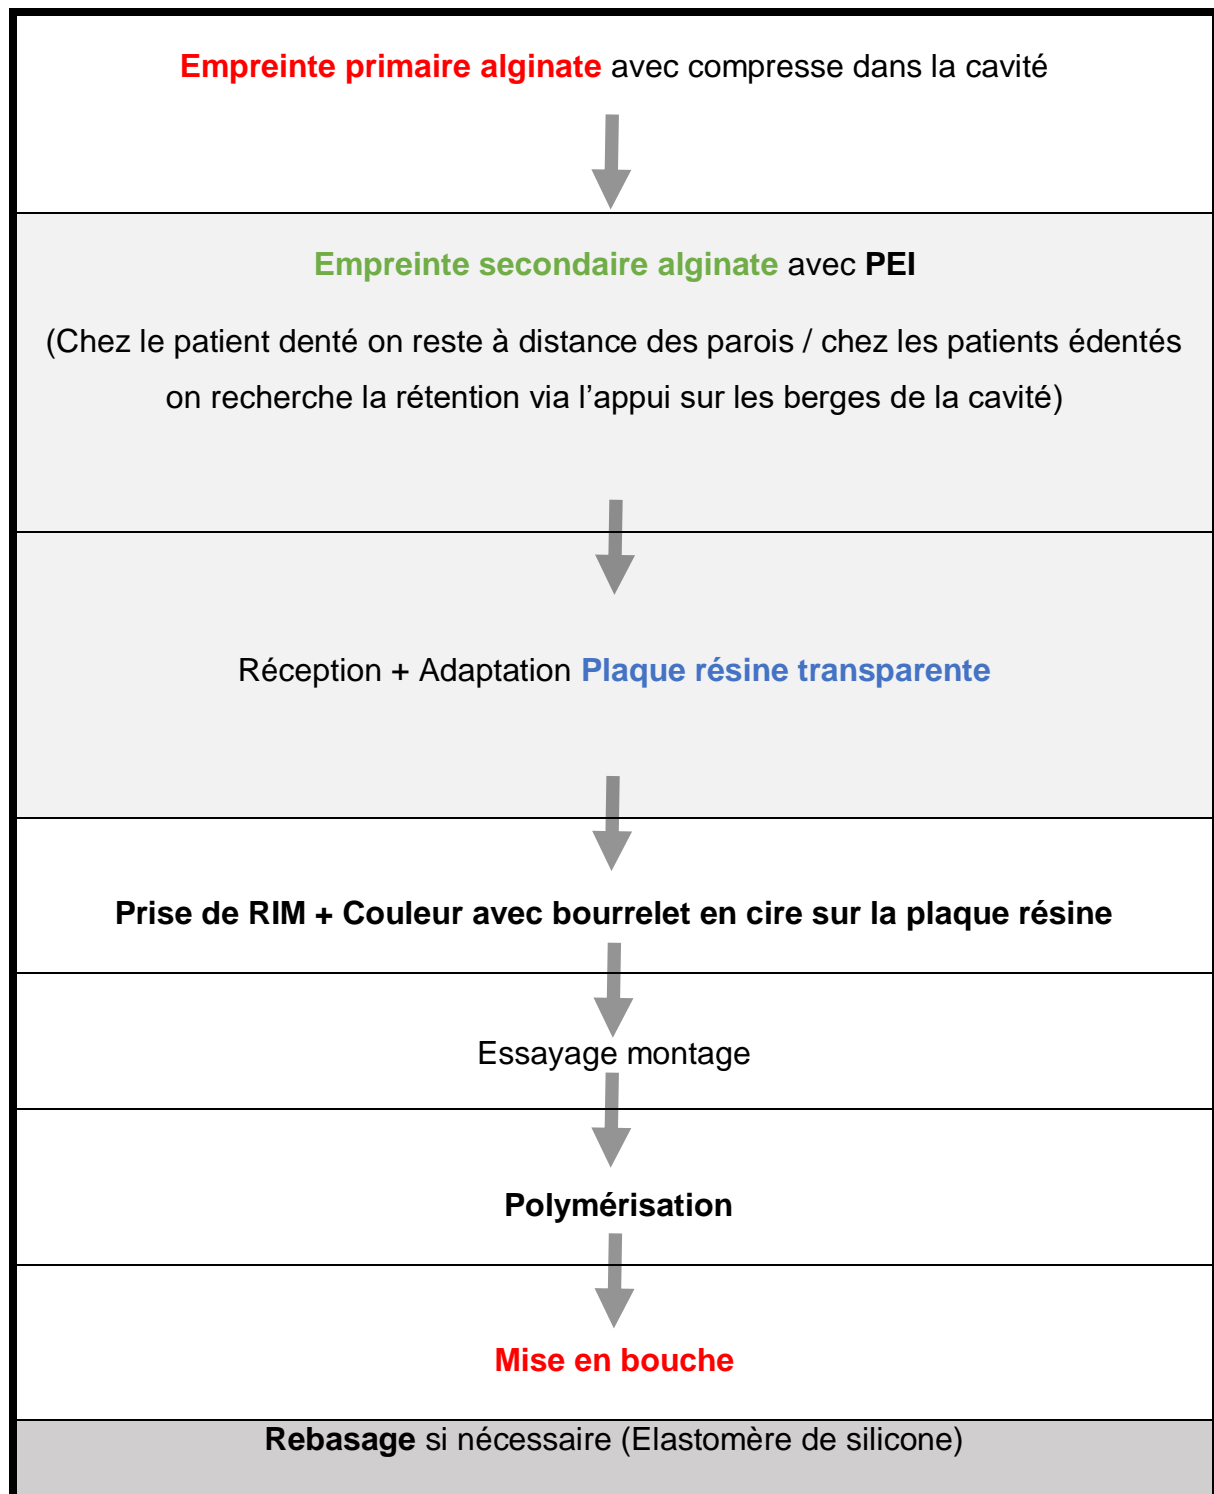 Empreinte primaire alginate avec compresse dans la cavité
Empreinte secondaire alginate avec PEI
(Chez le patient denté on reste à distance des parois / chez les patients édentés
on recherche la rétention via l’appui sur les berges de la cavité)
Réception + Adaptation Plaque résine transparente
Prise de RIM + Couleur avec bourrelet en cire sur la plaque résine
Essayage montage
Polymérisation
Mise en bouche
Rebasage si nécessaire (Elastomère de silicone)